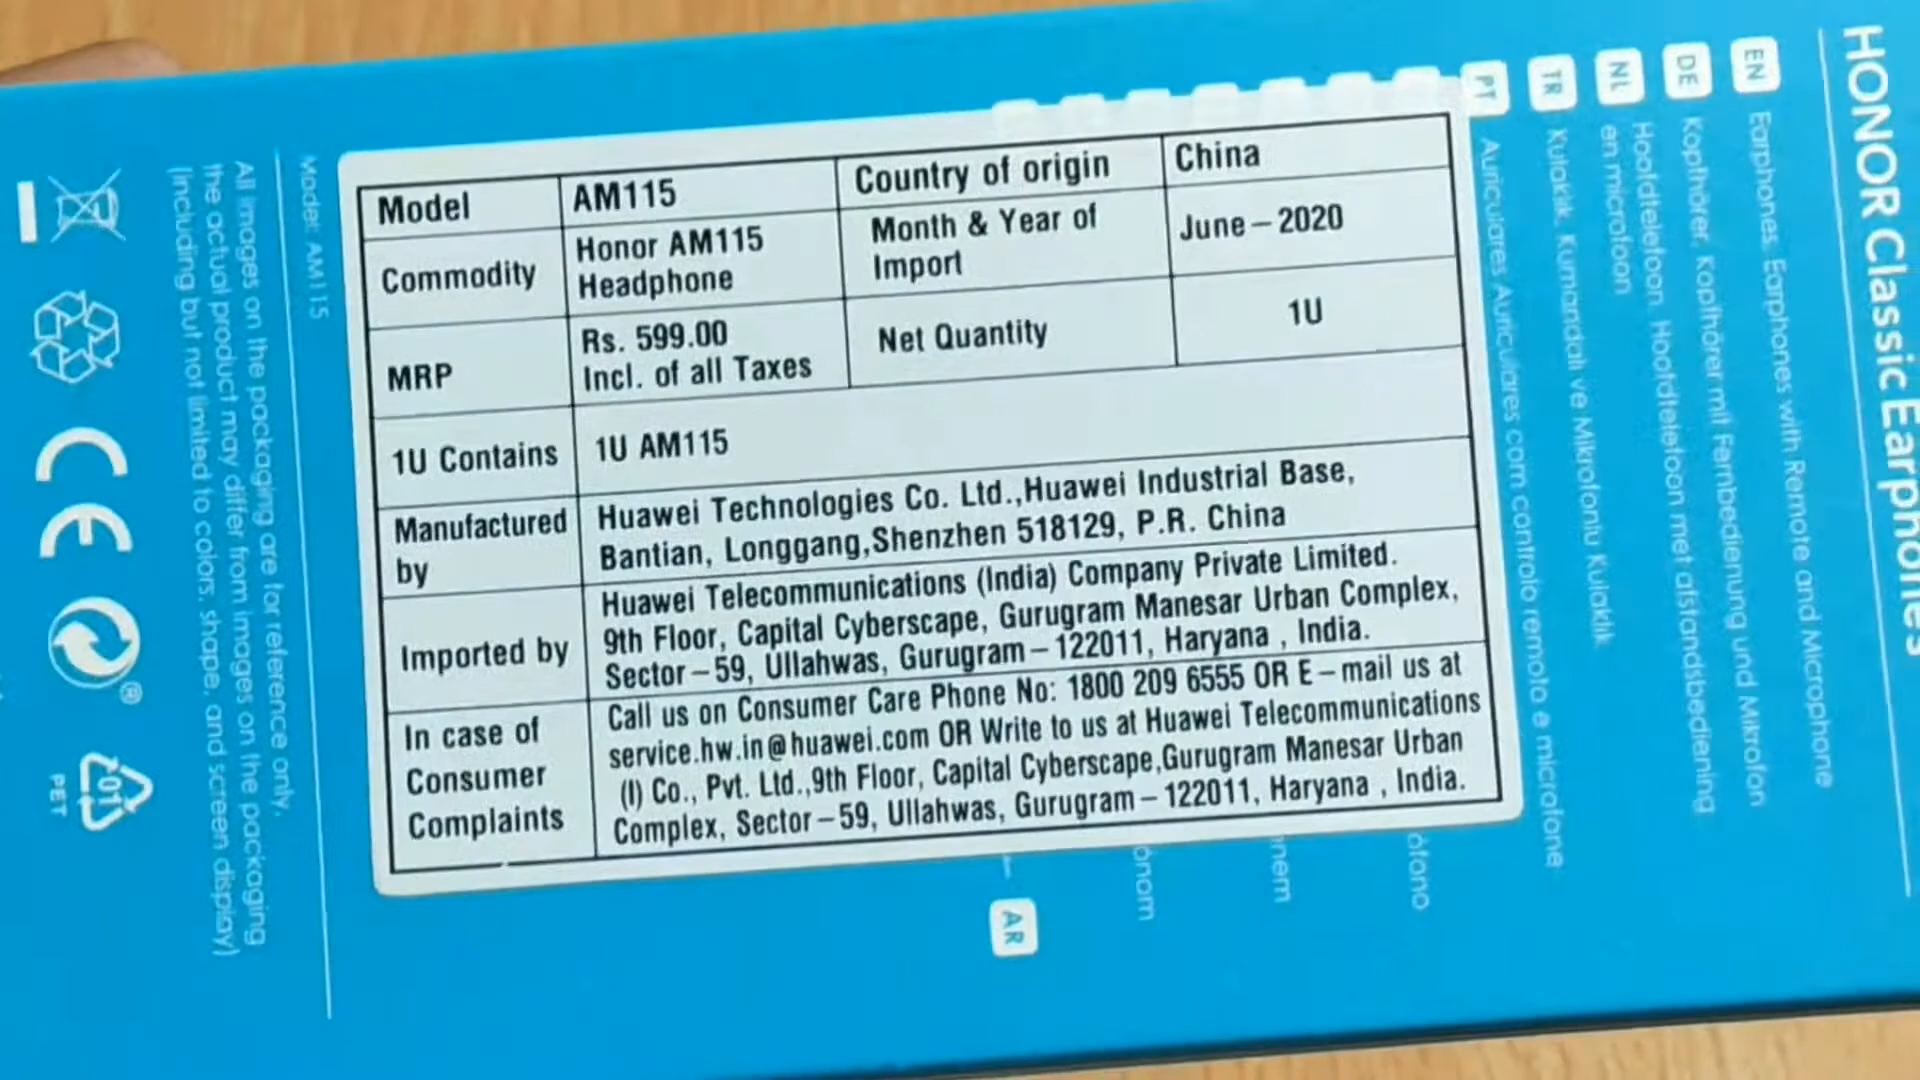 Model AM115 Country of origin China
Commodity Honor AM115 Headphone Month & Year of Import June – 2020
MRP Rs. 599.00 Incl. of all Taxes Net Quantity 1U
1U Contains 1U AM115
Manufactured by
Huawei Technologies Co. Ltd.,Huawei Industrial Base,
Bantian, Longgang,Shenzhen 518129, P.R. China
Imported by
Huawei Telecommunications (India) Company Private Limited.
9th Floor, Capital Cyberscape, Gurugram Manesar Urban Complex,
Sector – 59, Ullahwas, Gurugram – 122011, Haryana , India.
In case of
Consumer
Complaints
Call us on Consumer Care Phone No: 1800 209 6555 OR E – mail us at
service.hw.in@huawei.com OR Write to us at Huawei Telecommunications
(I) Co., Pvt. Ltd.,9th Floor, Capital Cyberscape,Gurugram Manesar Urban
Complex, Sector – 59, Ullahwas, Gurugram – 122011, Haryana , India.
HONOR Classic Earphones
EN Earphones. Earphones with Remote and Microphone
DE Kopfhörer. Kopfhörer mit Fernbedienung und Mikrofon
NL Hoofdtelefoon. Hoofdtelefoon met afstandsbediening
en microfoon
TR Kulaklık. Kumandalı ve Mikrofonlu Kulaklık
PT Auriculares Auriculares com controlo remoto e microfone
ófono
AR
Model: AM115
All images on the packaging are for reference only,
the actual product may differ from images on the packaging
(including but not limited to colors, shape, and screen display)
CE
®
01
PET